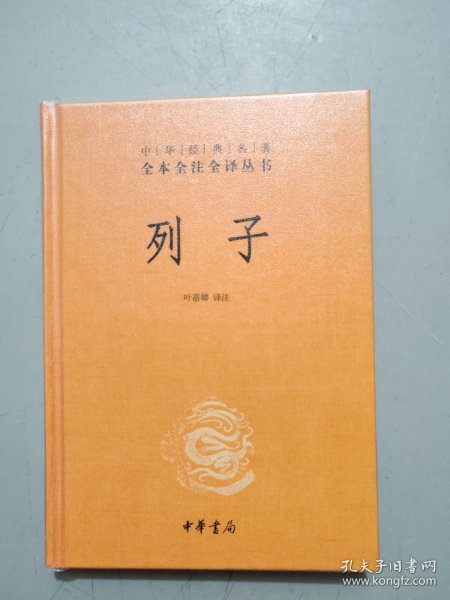 中|华|经|典|名|著
全本全注全译丛书
列子
叶蓓卿 译注
中華書局
孔夫子旧书网
www.kongfz.com